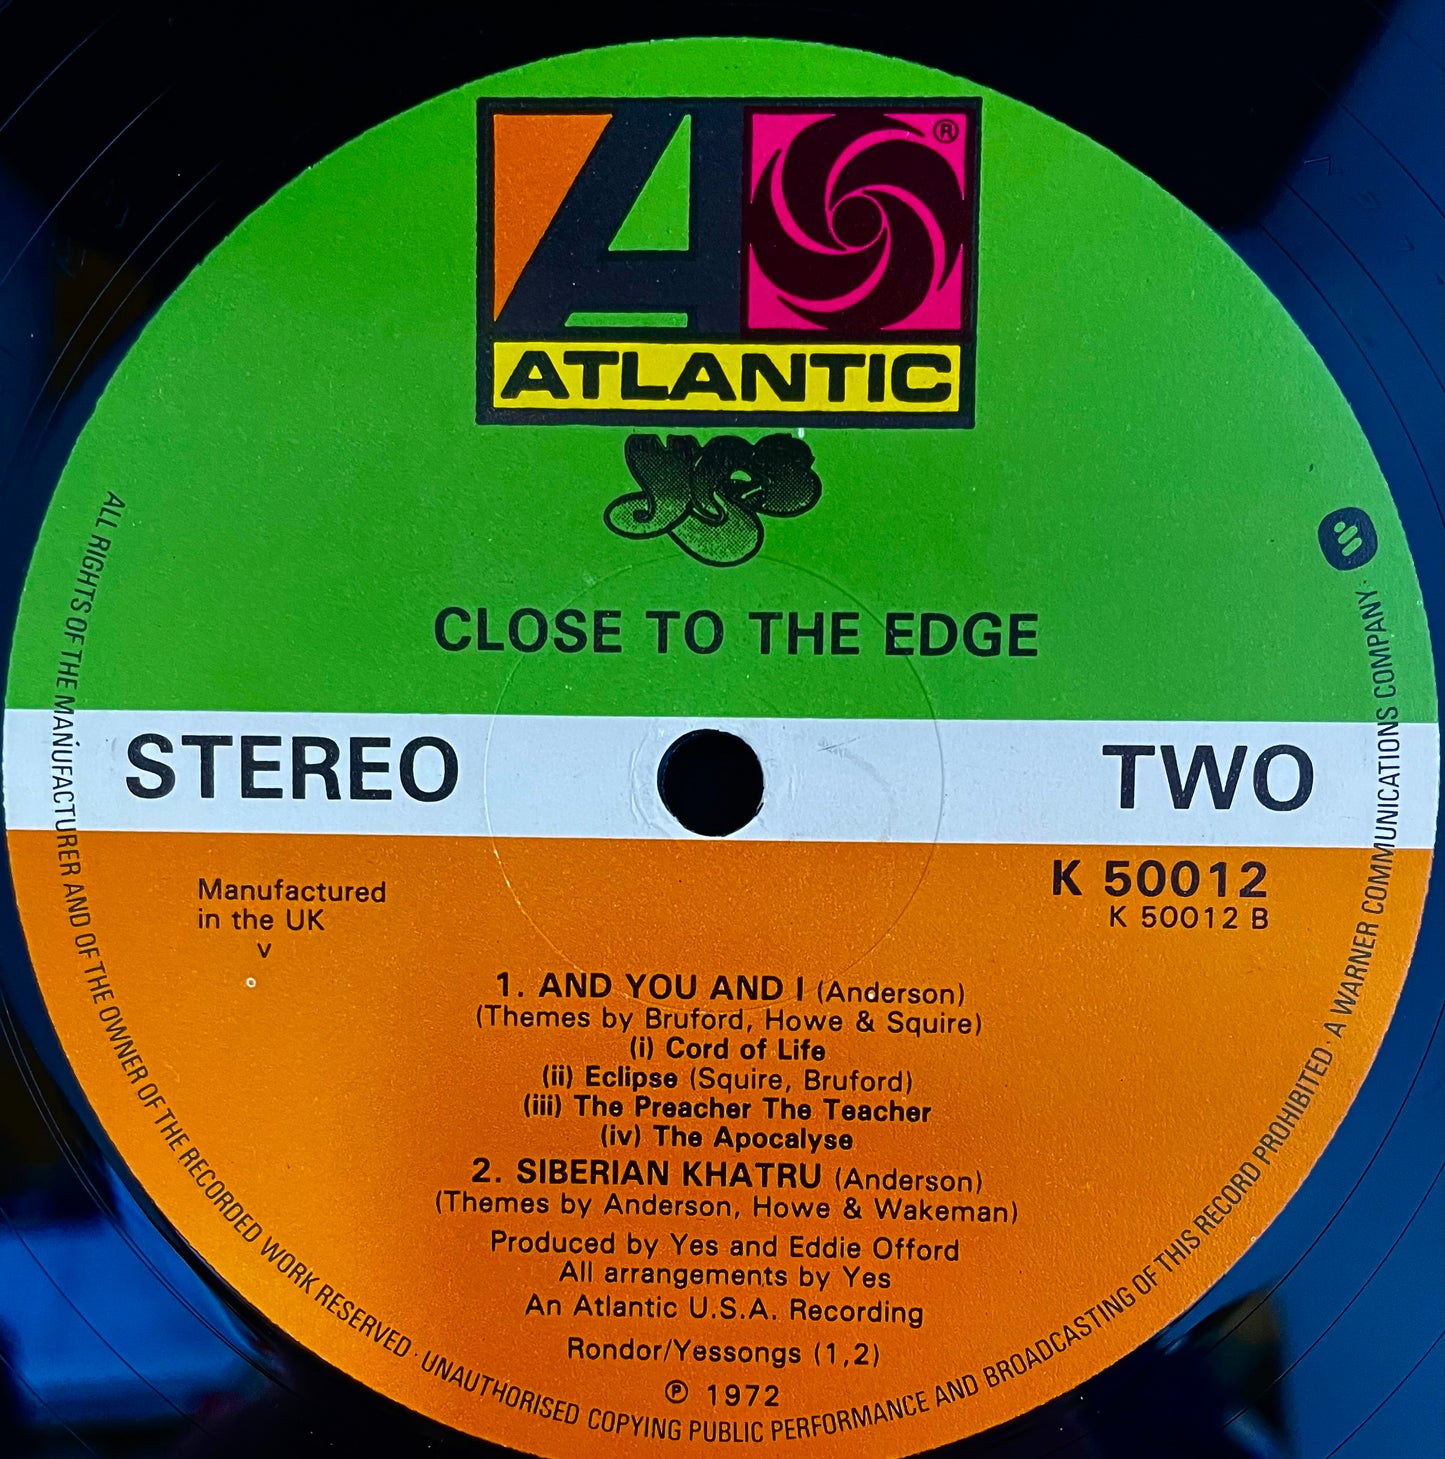 ®
ATLANTIC
yes
CLOSE TO THE EDGE
STEREO
TWO
Manufactured
in the UK
V
K 50012
K 50012 B
1. AND YOU AND I (Anderson)
(Themes by Bruford, Howe & Squire)
(i) Cord of Life
(ii) Eclipse (Squire, Bruford)
(iii) The Preacher The Teacher
(iv) The Apocalyse
2. SIBERIAN KHATRU (Anderson)
(Themes by Anderson, Howe & Wakeman)
Produced by Yes and Eddie Offord
All arrangements by Yes
An Atlantic U.S.A. Recording
Rondor/Yessongs (1,2)
℗ 1972
ALL RIGHTS OF THE MANUFACTURER AND OF THE OWNER OF THE RECORDED WORK RESERVED · UNAUTHORISED COPYING PUBLIC PERFORMANCE AND BROADCASTING OF THIS RECORD PROHIBITED · A WARNER COMMUNICATIONS COMPANY ·